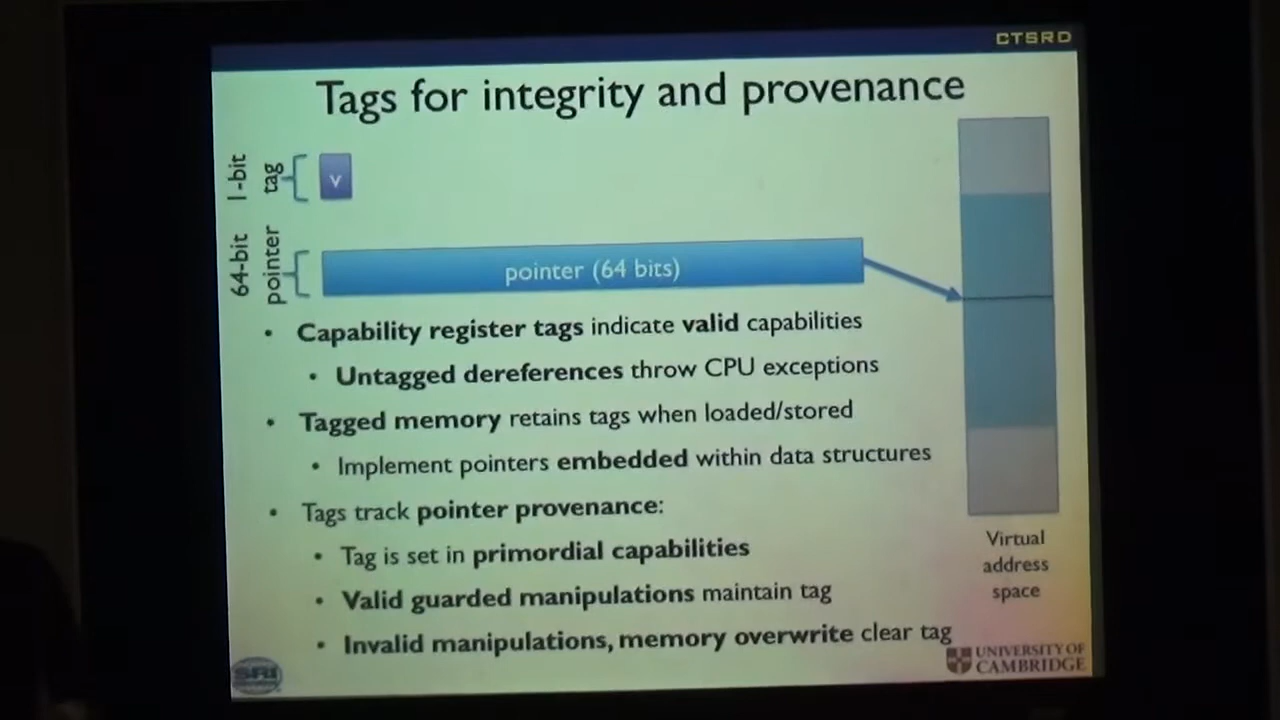 CTSRD
Tags for integrity and provenance
1-bit
tag
v
64-bit
pointer
pointer (64 bits)
• Capability register tags indicate valid capabilities
• Untagged dereferences throw CPU exceptions
• Tagged memory retains tags when loaded/stored
• Implement pointers embedded within data structures
• Tags track pointer provenance:
• Tag is set in primordial capabilities
• Valid guarded manipulations maintain tag
• Invalid manipulations, memory overwrite clear tag
Virtual
address
space
SRI
UNIVERSITY OF
CAMBRIDGE